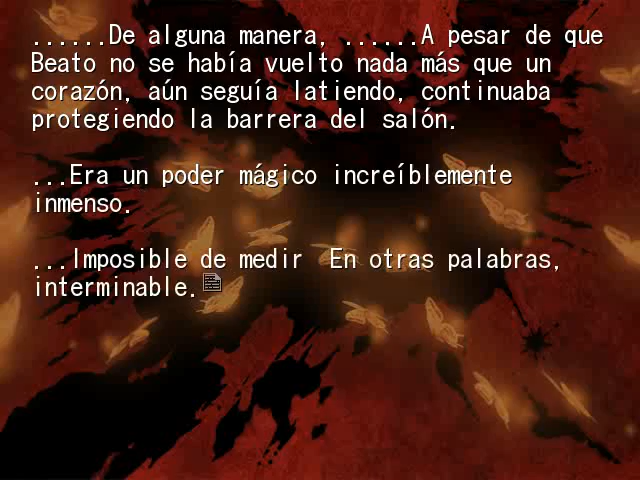 ......De alguna manera, ......A pesar de que
Beato no se había vuelto nada más que un
corazón, aún seguía latiendo, continuaba
protegiendo la barrera del salón.
...Era un poder mágico increíblemente
inmenso.
...Imposible de medir  En otras palabras,
interminable.